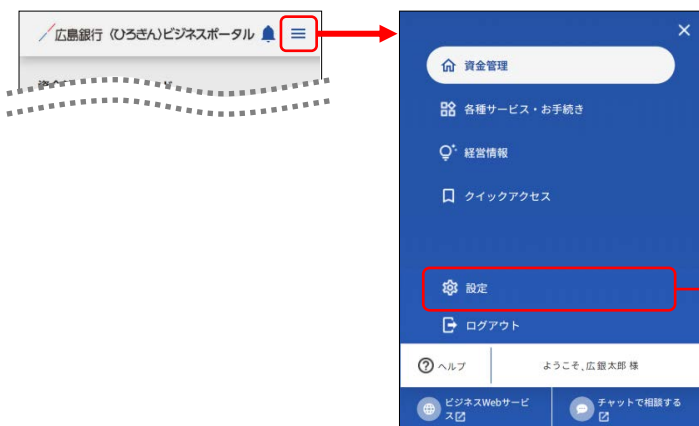 広島銀行 〈ひろぎん〉ビジネスポータル
資金管理
各種サービス・お手続き
経営情報
クイックアクセス
設定
ログアウト
ヘルプ
ようこそ、広銀太郎 様
ビジネスWebサービ
ス
チャットで相談する